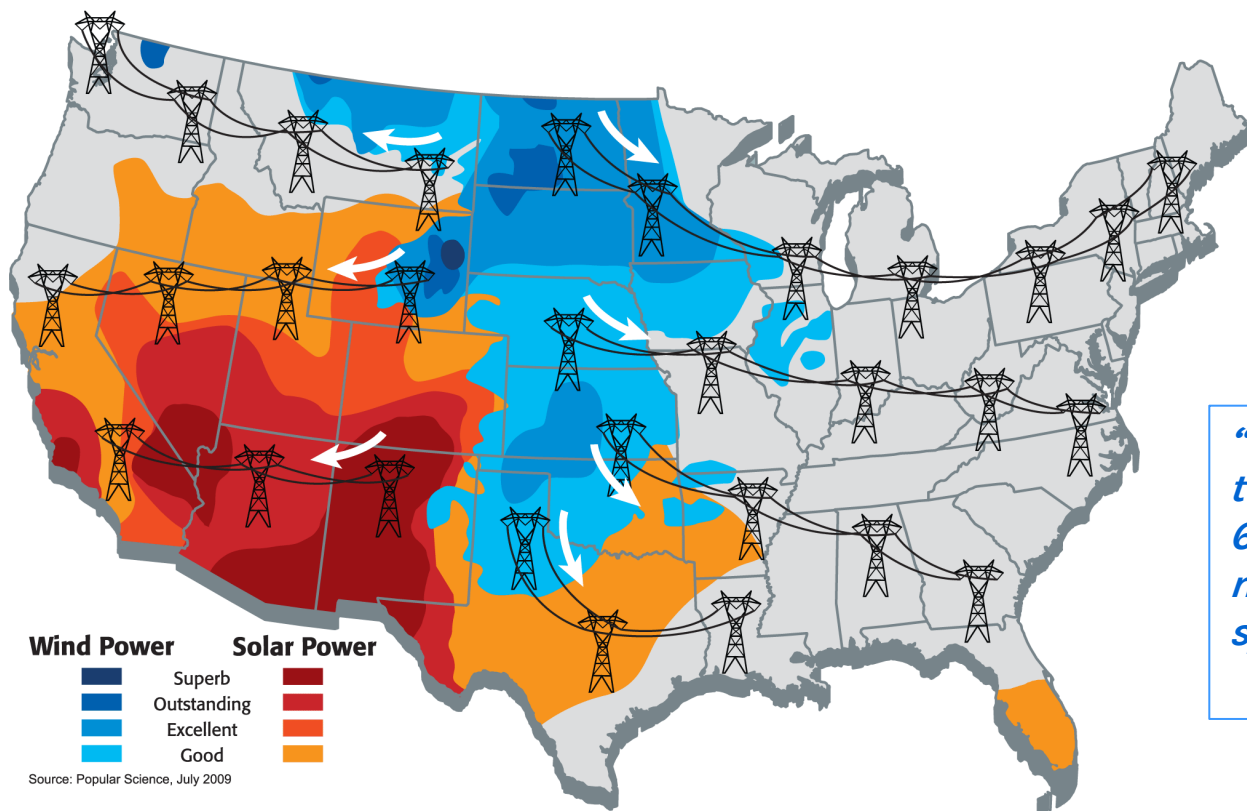 Wind Power Solar Power
Superb
Outstanding
Excellent
Good
Source: Popular Science, July 2009